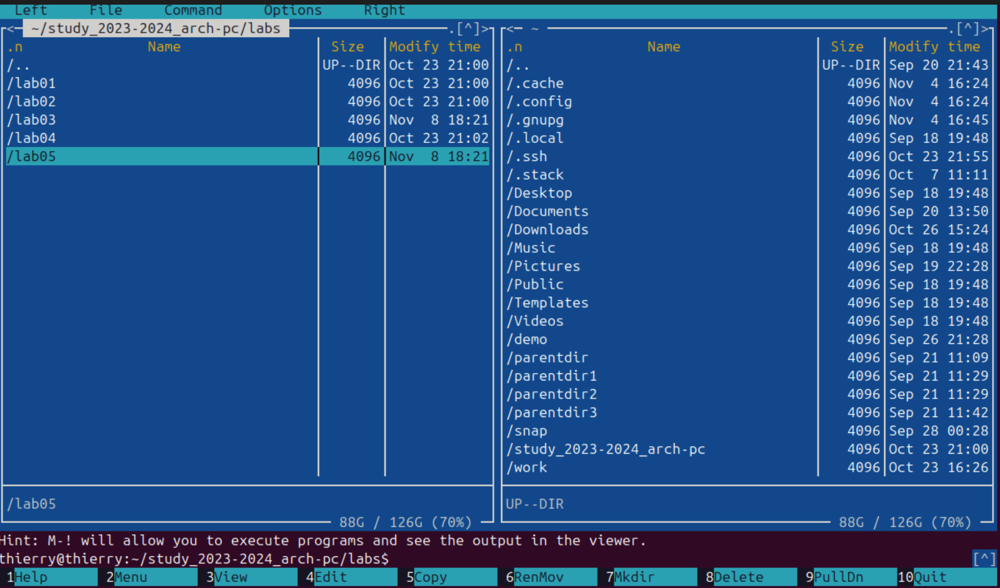 Left File Command Options Right
<─ ~/study_2023-2024_arch-pc/labs ─.[^]>
.n Name Size Modify time
/.. UP--DIR Oct 23 21:00
/lab01 4096 Oct 23 21:00
/lab02 4096 Oct 23 21:00
/lab03 4096 Nov 8 18:21
/lab04 4096 Oct 23 21:02
/lab05 4096 Nov 8 18:21
/lab05
88G / 126G (70%)
<─ ~ ─.[^]>
.n Name Size Modify time
/.. UP--DIR Sep 20 21:43
/.cache 4096 Nov 4 16:24
/.config 4096 Nov 4 16:24
/.gnupg 4096 Nov 4 16:45
/.local 4096 Sep 18 19:48
/.ssh 4096 Oct 23 21:55
/.stack 4096 Oct 7 11:11
/Desktop 4096 Sep 18 19:48
/Documents 4096 Sep 20 13:50
/Downloads 4096 Oct 26 15:24
/Music 4096 Sep 18 19:48
/Pictures 4096 Sep 19 22:28
/Public 4096 Sep 18 19:48
/Templates 4096 Sep 18 19:48
/Videos 4096 Sep 18 19:48
/demo 4096 Sep 26 21:28
/parentdir 4096 Sep 21 11:09
/parentdir1 4096 Sep 21 11:29
/parentdir2 4096 Sep 21 11:29
/parentdir3 4096 Sep 21 11:42
/snap 4096 Sep 28 00:28
/study_2023-2024_arch-pc 4096 Oct 23 21:00
/work 4096 Oct 23 16:26
UP--DIR
88G / 126G (70%)
Hint: M-! will allow you to execute programs and see the output in the viewer.
thierry@thierry:~/study_2023-2024_arch-pc/labs$ [^]
1Help 2Menu 3View 4Edit 5Copy 6RenMov 7Mkdir 8Delete 9PullDn 10Quit